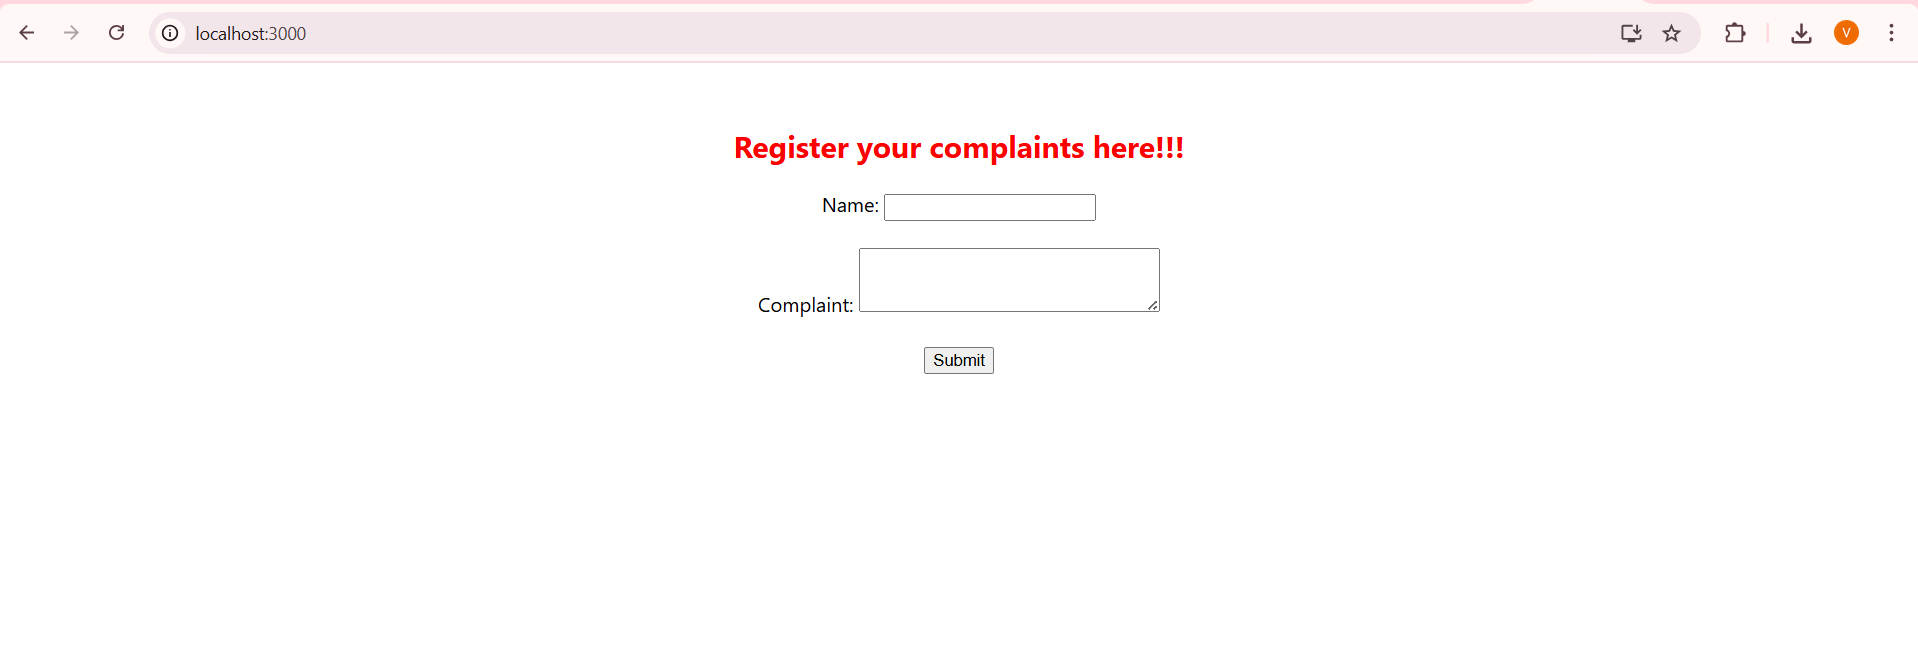 localhost:3000
V
Register your complaints here!!!
Name:
Complaint:
Submit